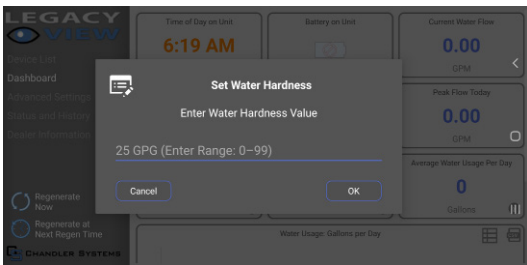 LEGACY
VIEW
Device List
Dashboard
Advanced Settings
Status and History
Dealer Information
Regenerate
Now
Regenerate at
Next Regen Time
CHANDLER SYSTEMS
Time of Day on Unit
6:19 AM
Battery on Unit
Current Water Flow
0.00
GPM
Peak Flow Today
0.00
GPM
Average Water Usage Per Day
0
Gallons
Water Usage: Gallons per Day
Set Water Hardness
Enter Water Hardness Value
25 GPG (Enter Range: 0–99)
Cancel
OK